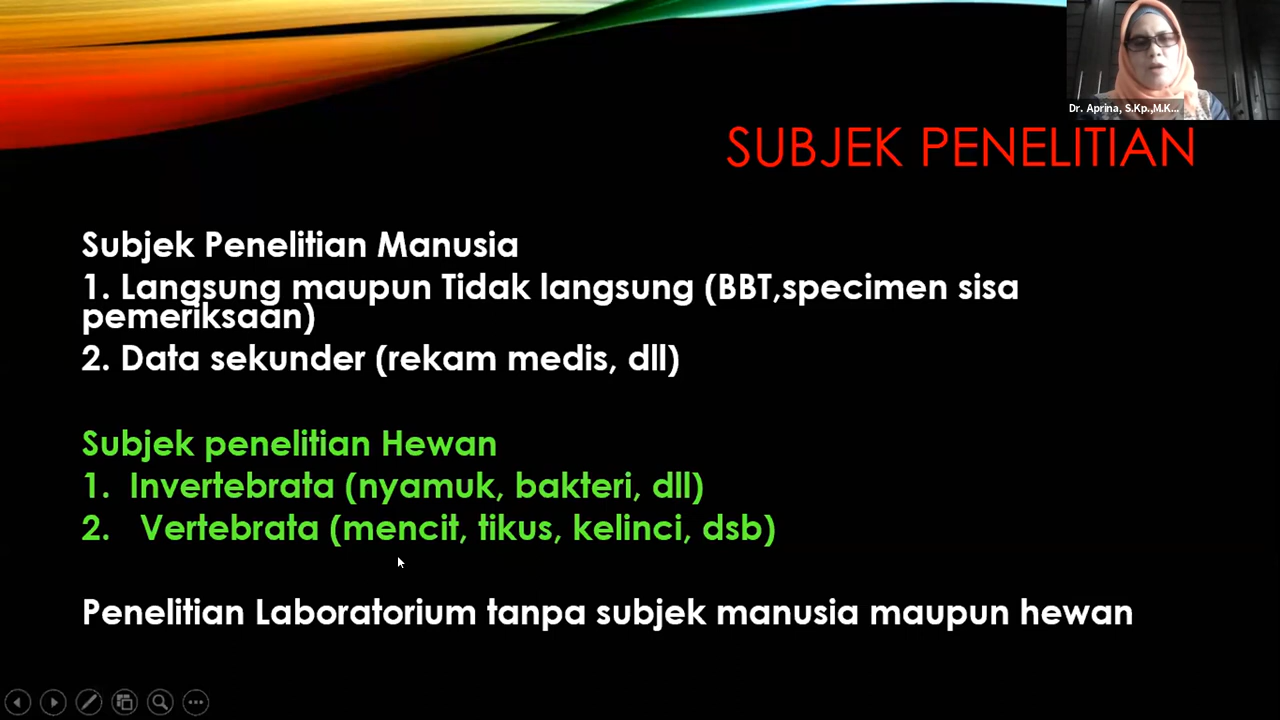 Dr. Aprina, S.Kp.,M.K...
SUBJEK PENELITIAN
Subjek Penelitian Manusia
1. Langsung maupun Tidak langsung (BBT,specimen sisa
pemeriksaan)
2. Data sekunder (rekam medis, dll)
Subjek penelitian Hewan
1. Invertebrata (nyamuk, bakteri, dll)
2. Vertebrata (mencit, tikus, kelinci, dsb)
Penelitian Laboratorium tanpa subjek manusia maupun hewan